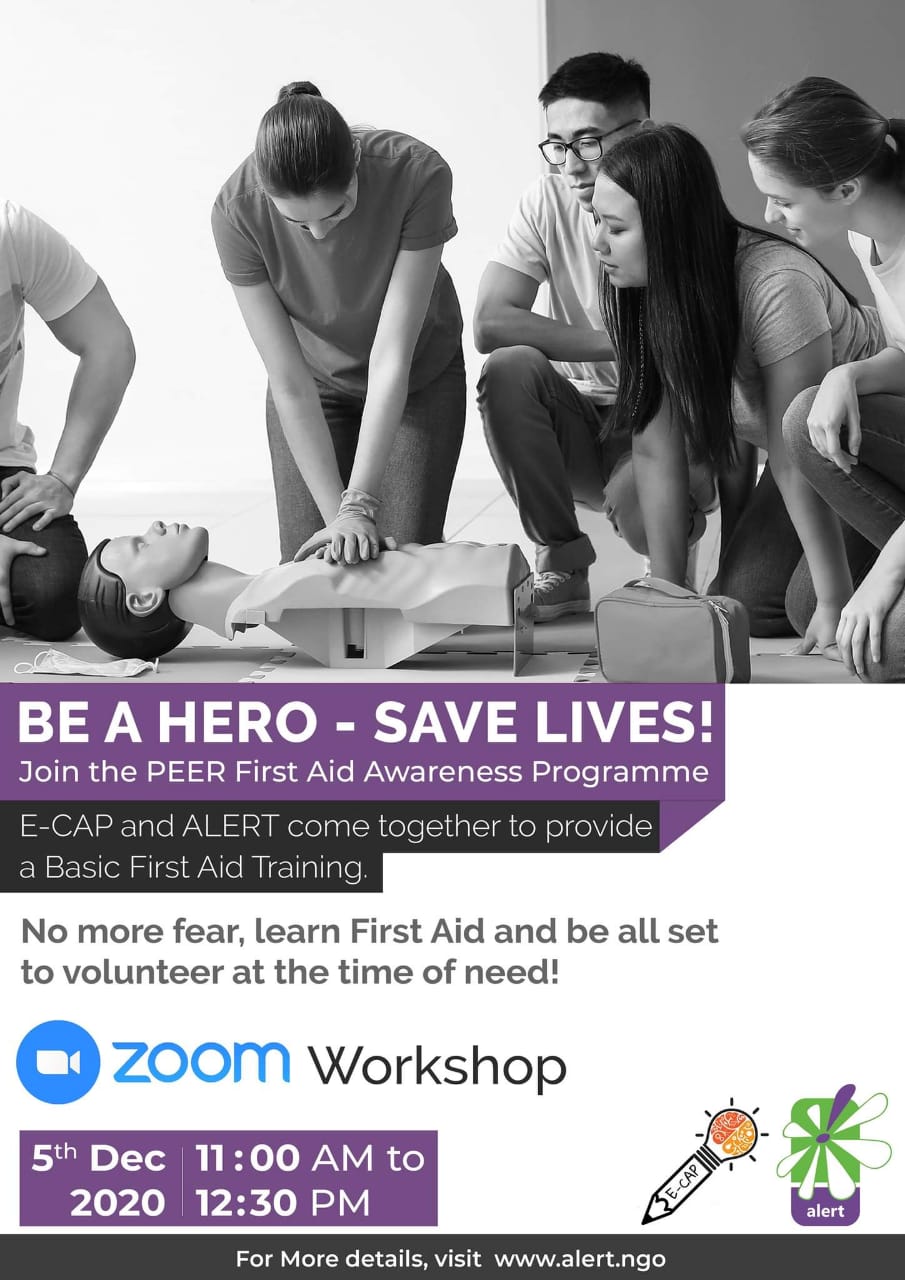 BE A HERO - SAVE LIVES!
Join the PEER First Aid Awareness Programme
E-CAP and ALERT come together to provide
a Basic First Aid Training.
No more fear, learn First Aid and be all set
to volunteer at the time of need!
zoom Workshop
5th Dec 2020
11:00 AM to 12:30 PM
E-CAP
alert
For More details, visit www.alert.ngo